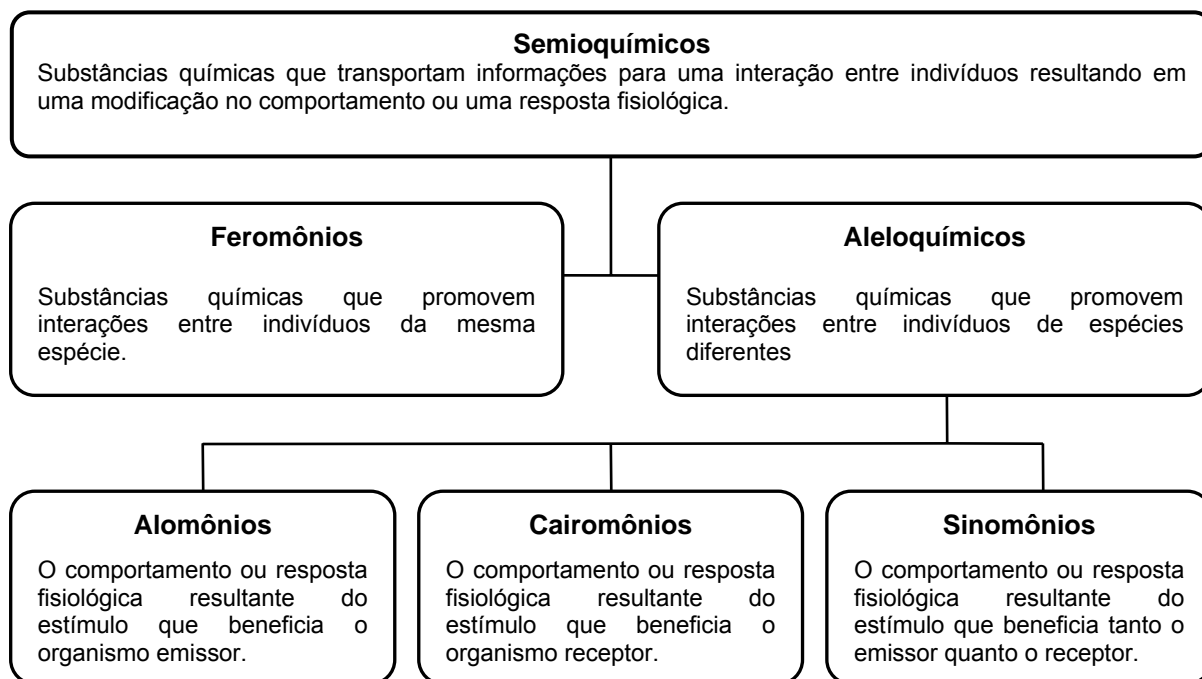 Semioquímicos
Substâncias químicas que transportam informações para uma interação entre indivíduos resultando em
uma modificação no comportamento ou uma resposta fisiológica.
Feromônios
Substâncias químicas que promovem
interações entre indivíduos da mesma
espécie.
Aleloquímicos
Substâncias químicas que promovem
interações entre indivíduos de espécies
diferentes
Alomônios
O comportamento ou resposta
fisiológica resultante do
estímulo que beneficia o
organismo emissor.
Cairomônios
O comportamento ou resposta
fisiológica resultante do
estímulo que beneficia o
organismo receptor.
Sinomônios
O comportamento ou resposta
fisiológica resultante do
estímulo que beneficia tanto o
emissor quanto o receptor.